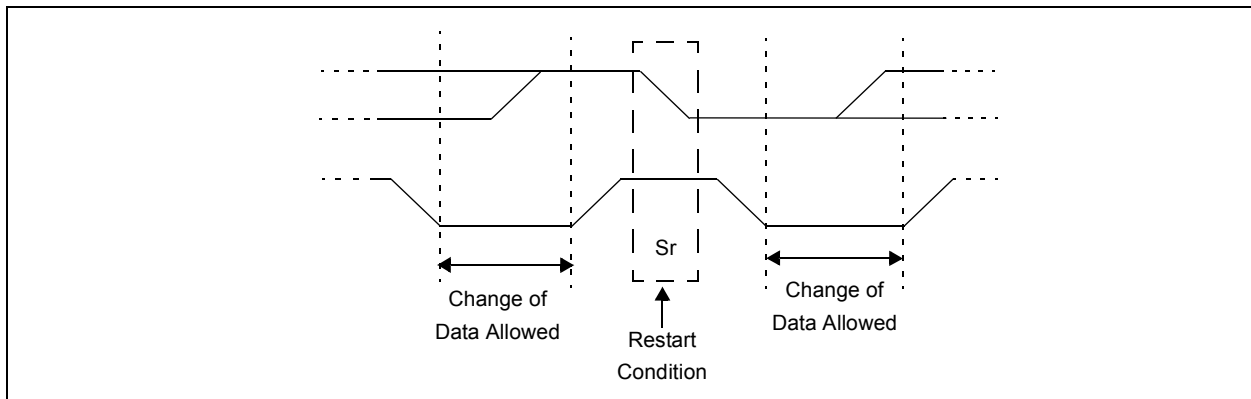 Sr
Change of
Data Allowed
Restart
Condition
Change of
Data Allowed